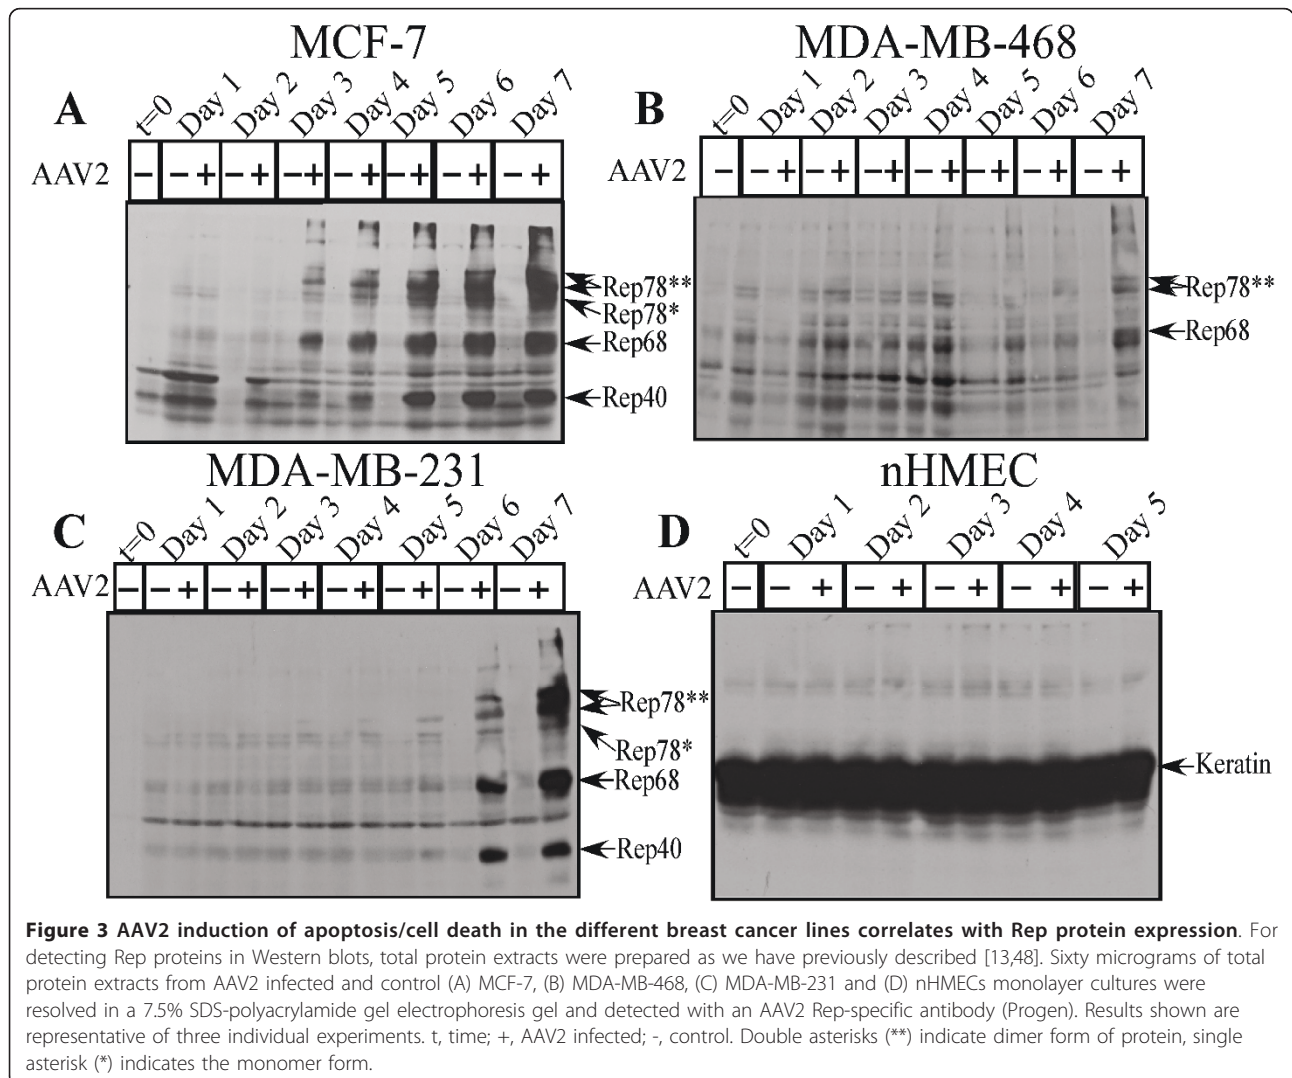 MCF-7
A
t=0 Day 1 Day 2 Day 3 Day 4 Day 5 Day 6 Day 7
AAV2 − − + − + − + − + − + − + − +
Rep78**
Rep78*
Rep68
Rep40
MDA-MB-468
B
t=0 Day 1 Day 2 Day 3 Day 4 Day 5 Day 6 Day 7
AAV2 − − + − + − + − + − + − + − +
Rep78**
Rep68
MDA-MB-231
C
t=0 Day 1 Day 2 Day 3 Day 4 Day 5 Day 6 Day 7
AAV2 − − + − + − + − + − + − + − +
Rep78**
Rep78*
Rep68
Rep40
nHMEC
D
t=0 Day 1 Day 2 Day 3 Day 4 Day 5
AAV2 − − + − + − + − + − +
Keratin
Figure 3 AAV2 induction of apoptosis/cell death in the different breast cancer lines correlates with Rep protein expression. For
detecting Rep proteins in Western blots, total protein extracts were prepared as we have previously described [13,48]. Sixty micrograms of total
protein extracts from AAV2 infected and control (A) MCF-7, (B) MDA-MB-468, (C) MDA-MB-231 and (D) nHMECs monolayer cultures were
resolved in a 7.5% SDS-polyacrylamide gel electrophoresis gel and detected with an AAV2 Rep-specific antibody (Progen). Results shown are
representative of three individual experiments. t, time; +, AAV2 infected; -, control. Double asterisks (**) indicate dimer form of protein, single
asterisk (*) indicates the monomer form.